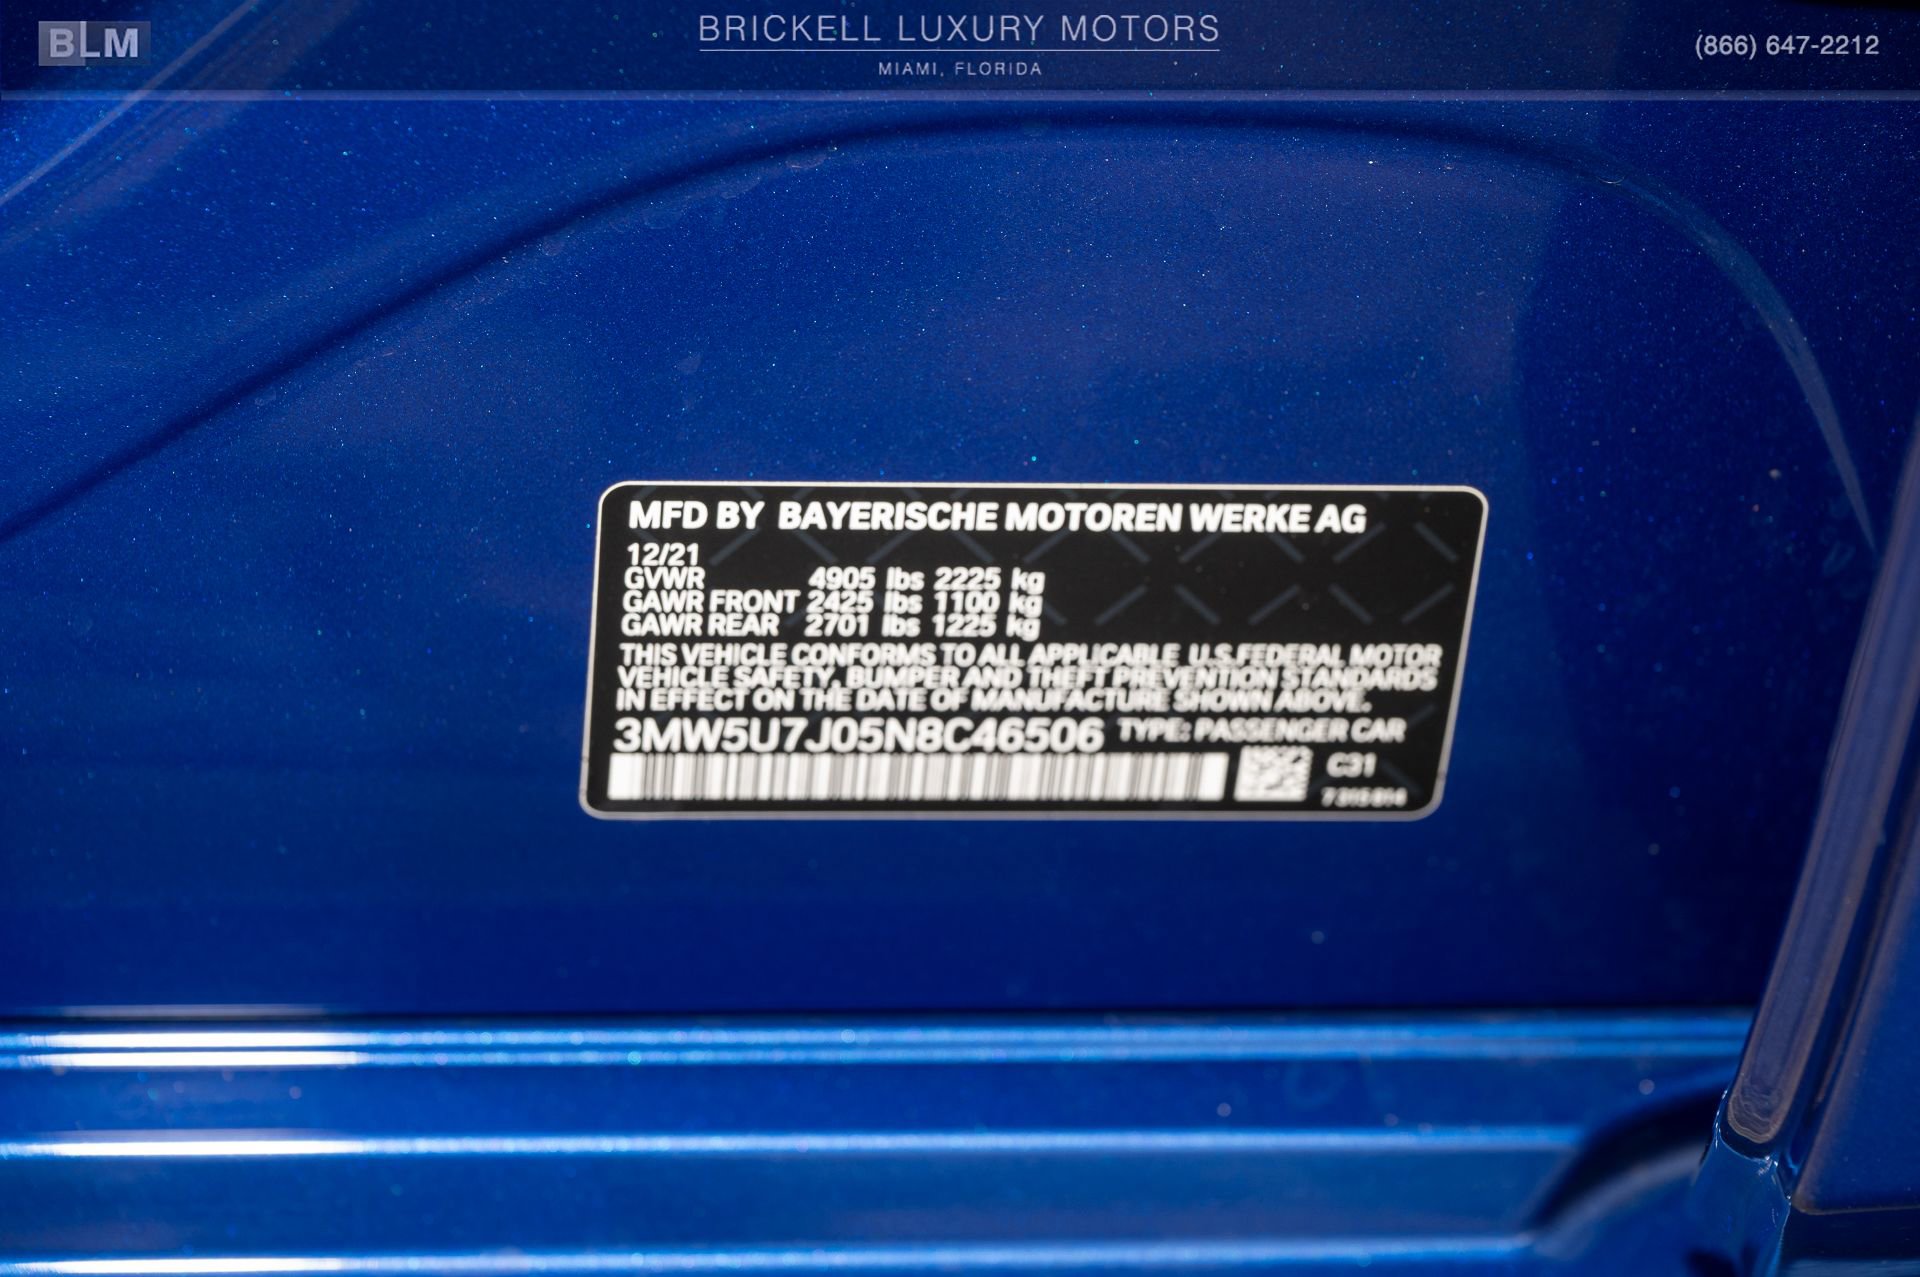 BLM
BRICKELL LUXURY MOTORS
MIAMI, FLORIDA
(866) 647-2212
MFD BY BAYERISCHE MOTOREN WERKE AG
12/21
GVWR 4905 lbs 2225 kg
GAWR FRONT 2425 lbs 1100 kg
GAWR REAR 2701 lbs 1225 kg
THIS VEHICLE CONFORMS TO ALL APPLICABLE U.S.FEDERAL MOTOR
VEHICLE SAFETY, BUMPER AND THEFT PREVENTION STANDARDS
IN EFFECT ON THE DATE OF MANUFACTURE SHOWN ABOVE.
3MW5U7J05N8C46506 TYPE: PASSENGER CAR
C31